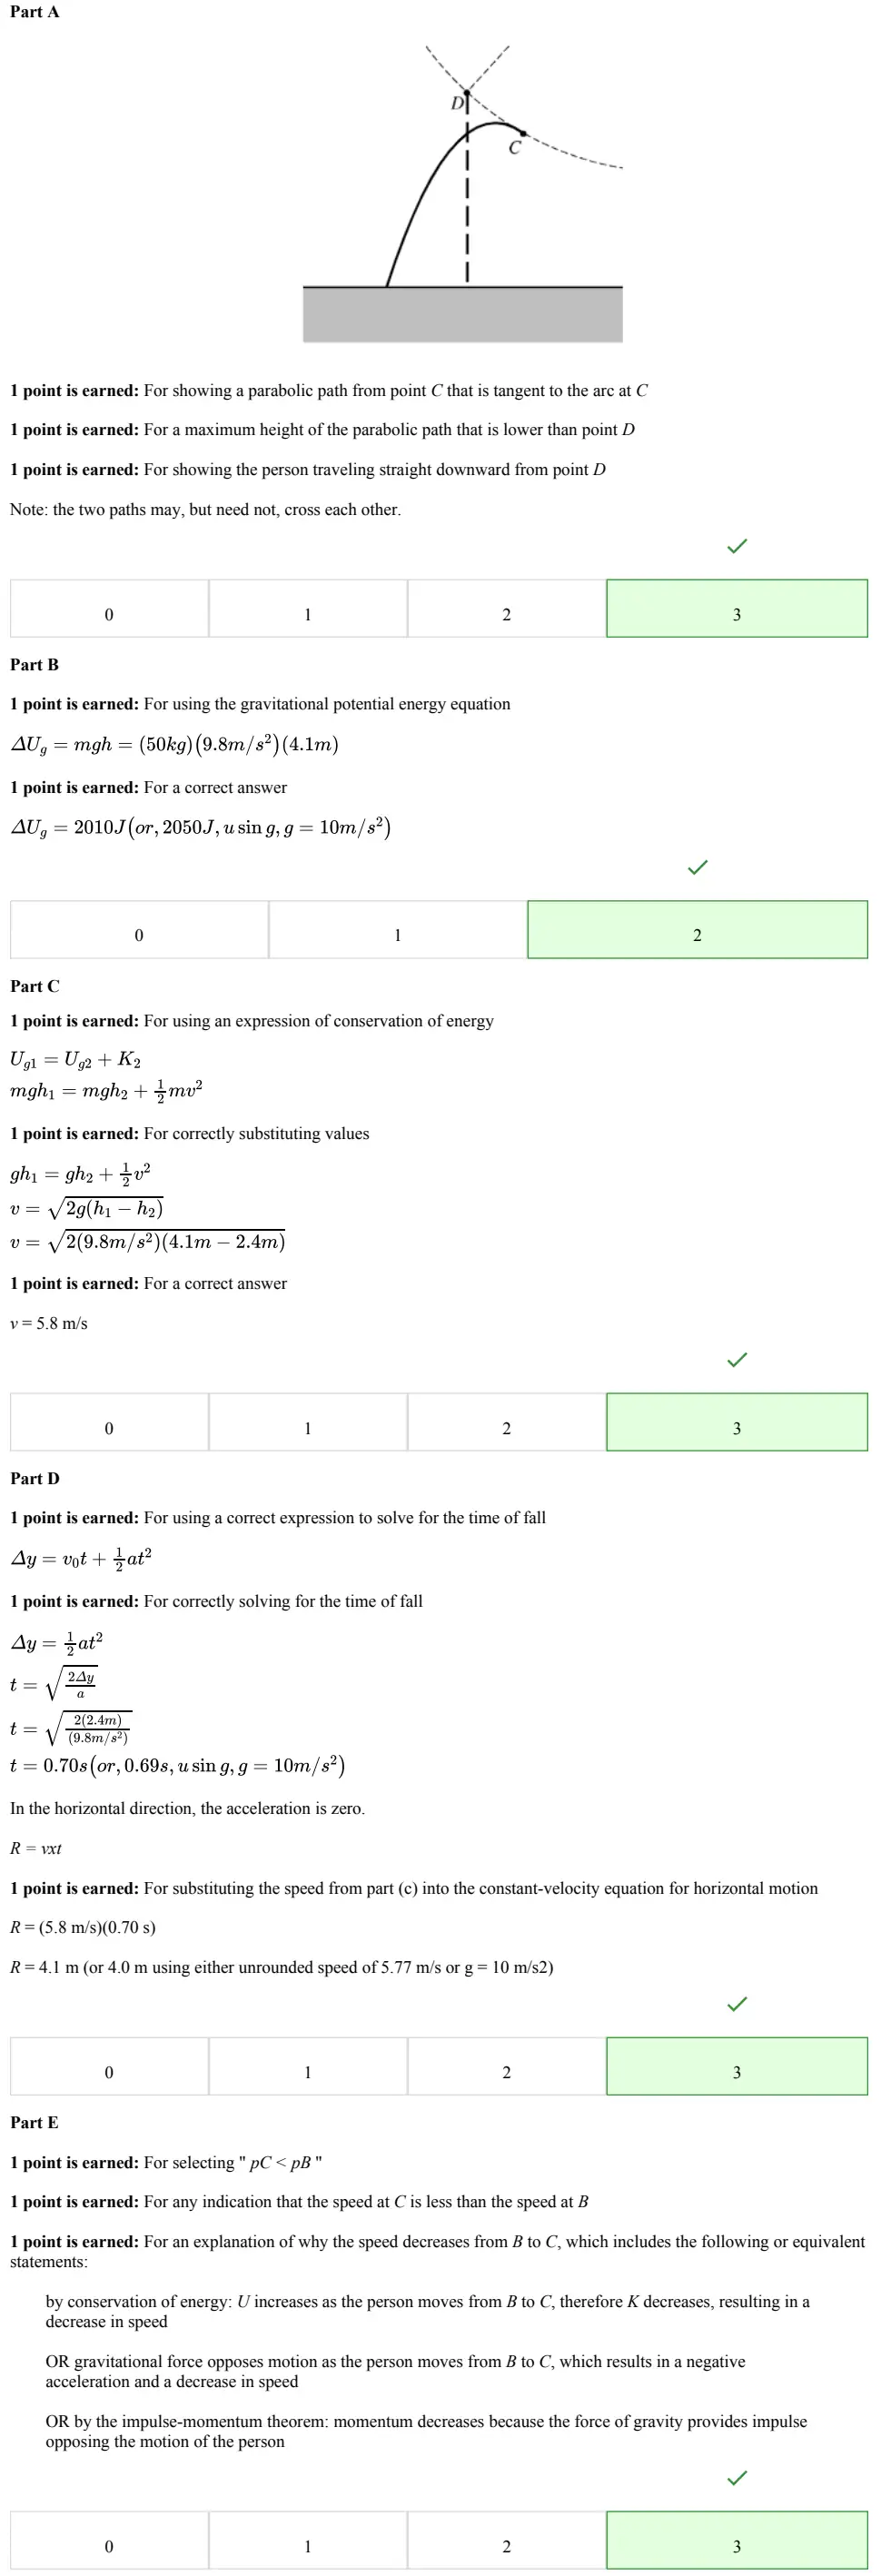 Part A
D
C
1 point is earned: For showing a parabolic path from point C that is tangent to the arc at C
1 point is earned: For a maximum height of the parabolic path that is lower than point D
1 point is earned: For showing the person traveling straight downward from point D
Note: the two paths may, but need not, cross each other.
0 1 2 3
Part B
1 point is earned: For using the gravitational potential energy equation
ΔU_g = mgh = (50kg)(9.8m/s²)(4.1m)
1 point is earned: For a correct answer
ΔU_g = 2010J(or, 2050J, u sin g, g = 10m/s²)
0 1 2
Part C
1 point is earned: For using an expression of conservation of energy
U_g1 = U_g2 + K_2
mgh₁ = mgh₂ + ½mv²
1 point is earned: For correctly substituting values
gh₁ = gh₂ + ½v²
v = √(2g(h₁ − h₂))
v = √(2(9.8m/s²)(4.1m − 2.4m))
1 point is earned: For a correct answer
v = 5.8 m/s
0 1 2 3
Part D
1 point is earned: For using a correct expression to solve for the time of fall
Δy = v₀t + ½at²
1 point is earned: For correctly solving for the time of fall
Δy = ½at²
t = √(2Δy/a)
t = √(2(2.4m)/(9.8m/s²))
t = 0.70s(or, 0.69s, u sin g, g = 10m/s²)
In the horizontal direction, the acceleration is zero.
R = vxt
1 point is earned: For substituting the speed from part (c) into the constant-velocity equation for horizontal motion
R = (5.8 m/s)(0.70 s)
R = 4.1 m (or 4.0 m using either unrounded speed of 5.77 m/s or g = 10 m/s2)
0 1 2 3
Part E
1 point is earned: For selecting " pC < pB "
1 point is earned: For any indication that the speed at C is less than the speed at B
1 point is earned: For an explanation of why the speed decreases from B to C, which includes the following or equivalent
statements:
by conservation of energy: U increases as the person moves from B to C, therefore K decreases, resulting in a
decrease in speed
OR gravitational force opposes motion as the person moves from B to C, which results in a negative
acceleration and a decrease in speed
OR by the impulse-momentum theorem: momentum decreases because the force of gravity provides impulse
opposing the motion of the person
0 1 2 3